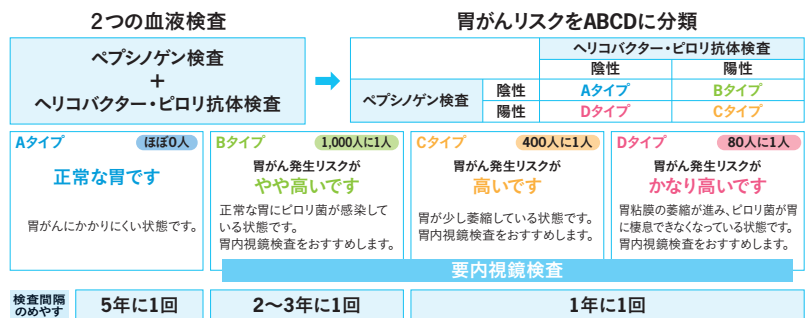 2つの血液検査
ペプシノゲン検査
＋
ヘリコバクター・ピロリ抗体検査
胃がんリスクをABCDに分類
ヘリコバクター・ピロリ抗体検査
陰性 陽性
ペプシノゲン検査 陰性 Aタイプ Bタイプ
陽性 Dタイプ Cタイプ
Aタイプ ほぼ0人
正常な胃です
胃がんにかかりにくい状態です。
Bタイプ 1,000人に1人
胃がん発生リスクが
やや高いです
正常な胃にピロリ菌が感染して
いる状態です。
胃内視鏡検査をおすすめします。
Cタイプ 400人に1人
胃がん発生リスクが
高いです
胃が少し萎縮している状態です。
胃内視鏡検査をおすすめします。
Dタイプ 80人に1人
胃がん発生リスクが
かなり高いです
胃粘膜の萎縮が進み、ピロリ菌が胃
に棲息できなくなっている状態です。
胃内視鏡検査をおすすめします。
要内視鏡検査
検査間隔
のめやす
5年に1回
2〜3年に1回
1年に1回